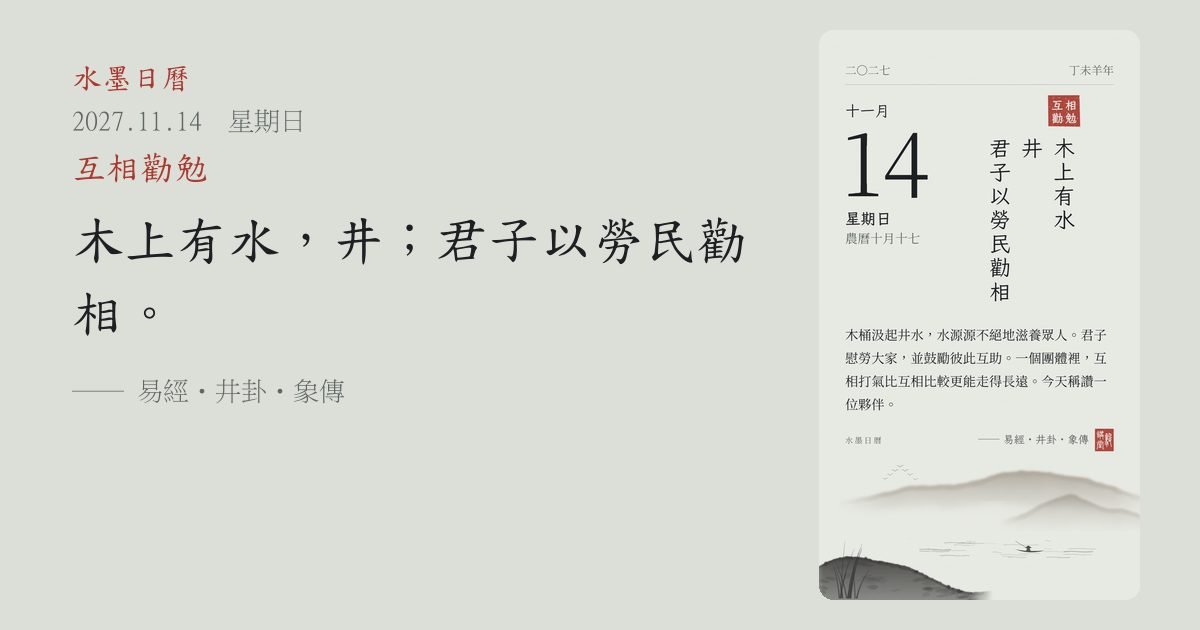 水墨日曆
2027.11.14 星期日
互相勸勉
木上有水，井；君子以勞民勸
相。
—— 易經・井卦・象傳
二〇二七
丁未羊年
十一月
14
星期日
農曆十月十七
互相勸勉
木上有水
井
君子以勞民勸相
木桶汲起井水，水源源不絕地滋養眾人。君子
慰勞大家，並鼓勵彼此互助。一個團體裡，互
相打氣比互相比較更能走得長遠。今天稱讚一
位夥伴。
水墨日曆
—— 易經・井卦・象傳